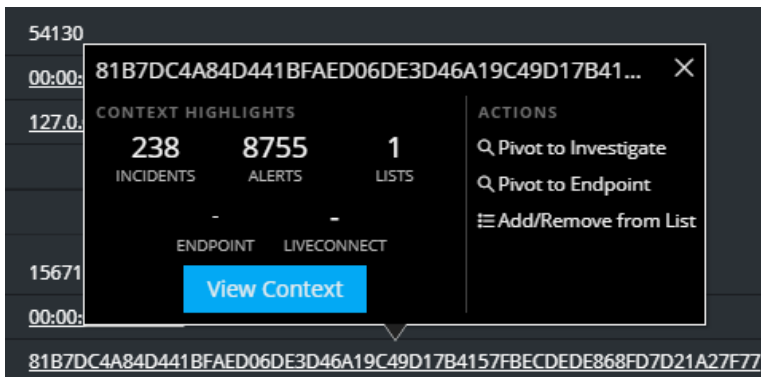 54130
00:00:
127.0.
81B7DC4A84D441BFAED06DE3D46A19C49D17B41...
CONTEXT HIGHLIGHTS
238 8755 1
INCIDENTS ALERTS LISTS
- -
ENDPOINT LIVECONNECT
View Context
ACTIONS
Pivot to Investigate
Pivot to Endpoint
Add/Remove from List
15671
00:00:
81B7DC4A84D441BFAED06DE3D46A19C49D17B4157FBECDEDE868FD7D21A27F77